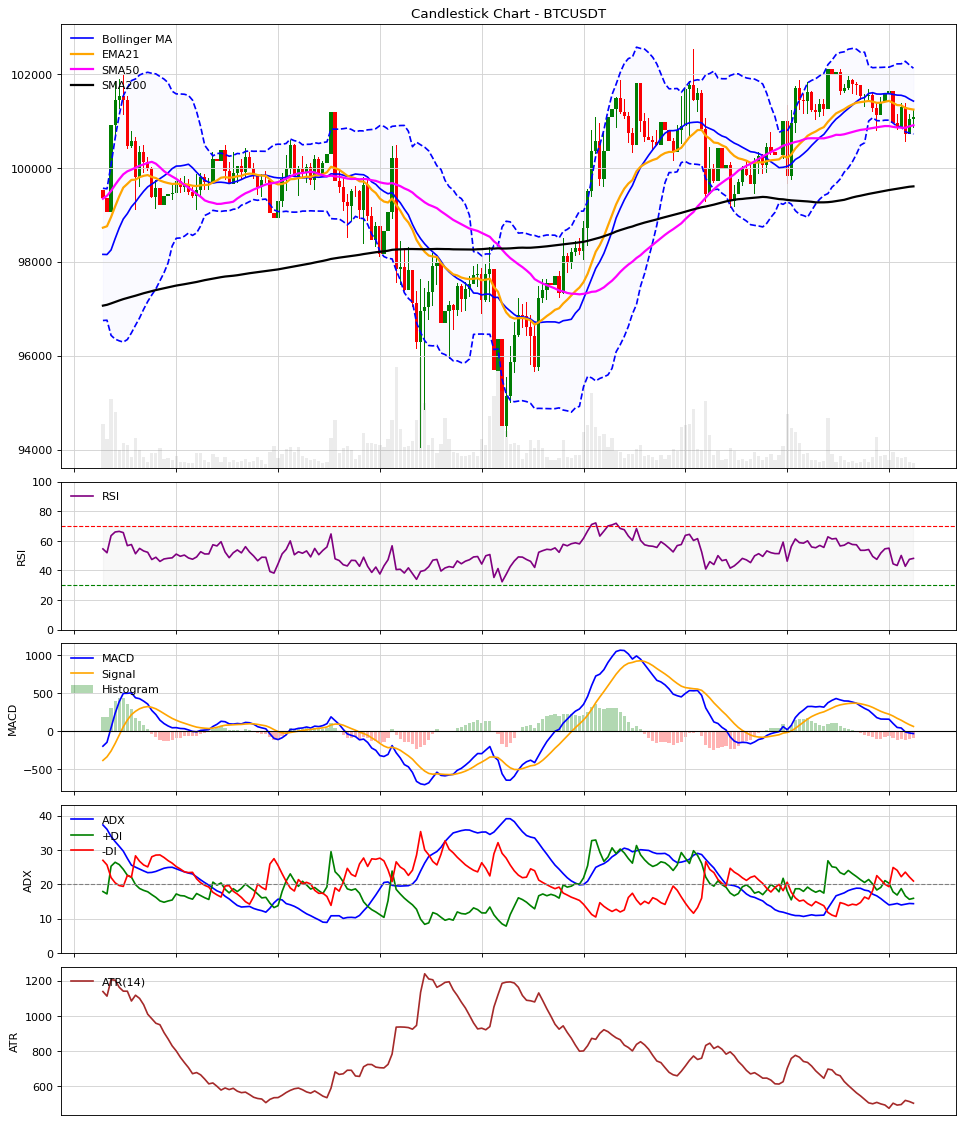 Candlestick Chart - BTCUSDT
Bollinger MA
EMA21
SMA50
SMA200
102000
100000
98000
96000
94000
RSI
100
80
60
40
20
0
RSI
MACD
Signal
Histogram
1000
500
0
−500
MACD
ADX
+DI
-DI
40
30
20
10
0
ADX
ATR(14)
1200
1000
800
600
ATR